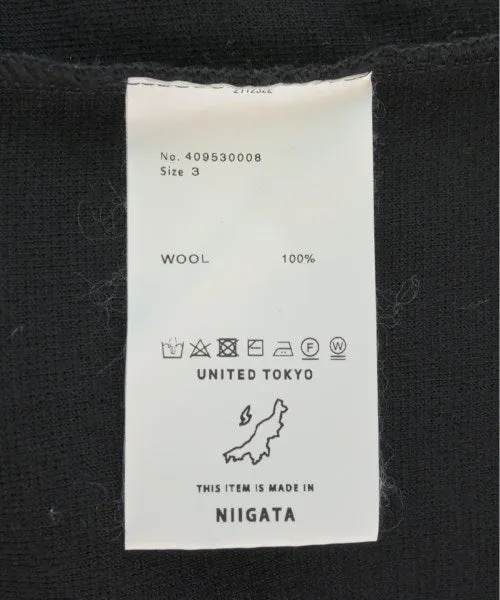 No. 409530008
Size 3
WOOL 100%
F W
UNITED TOKYO
THIS ITEM IS MADE IN
NIIGATA